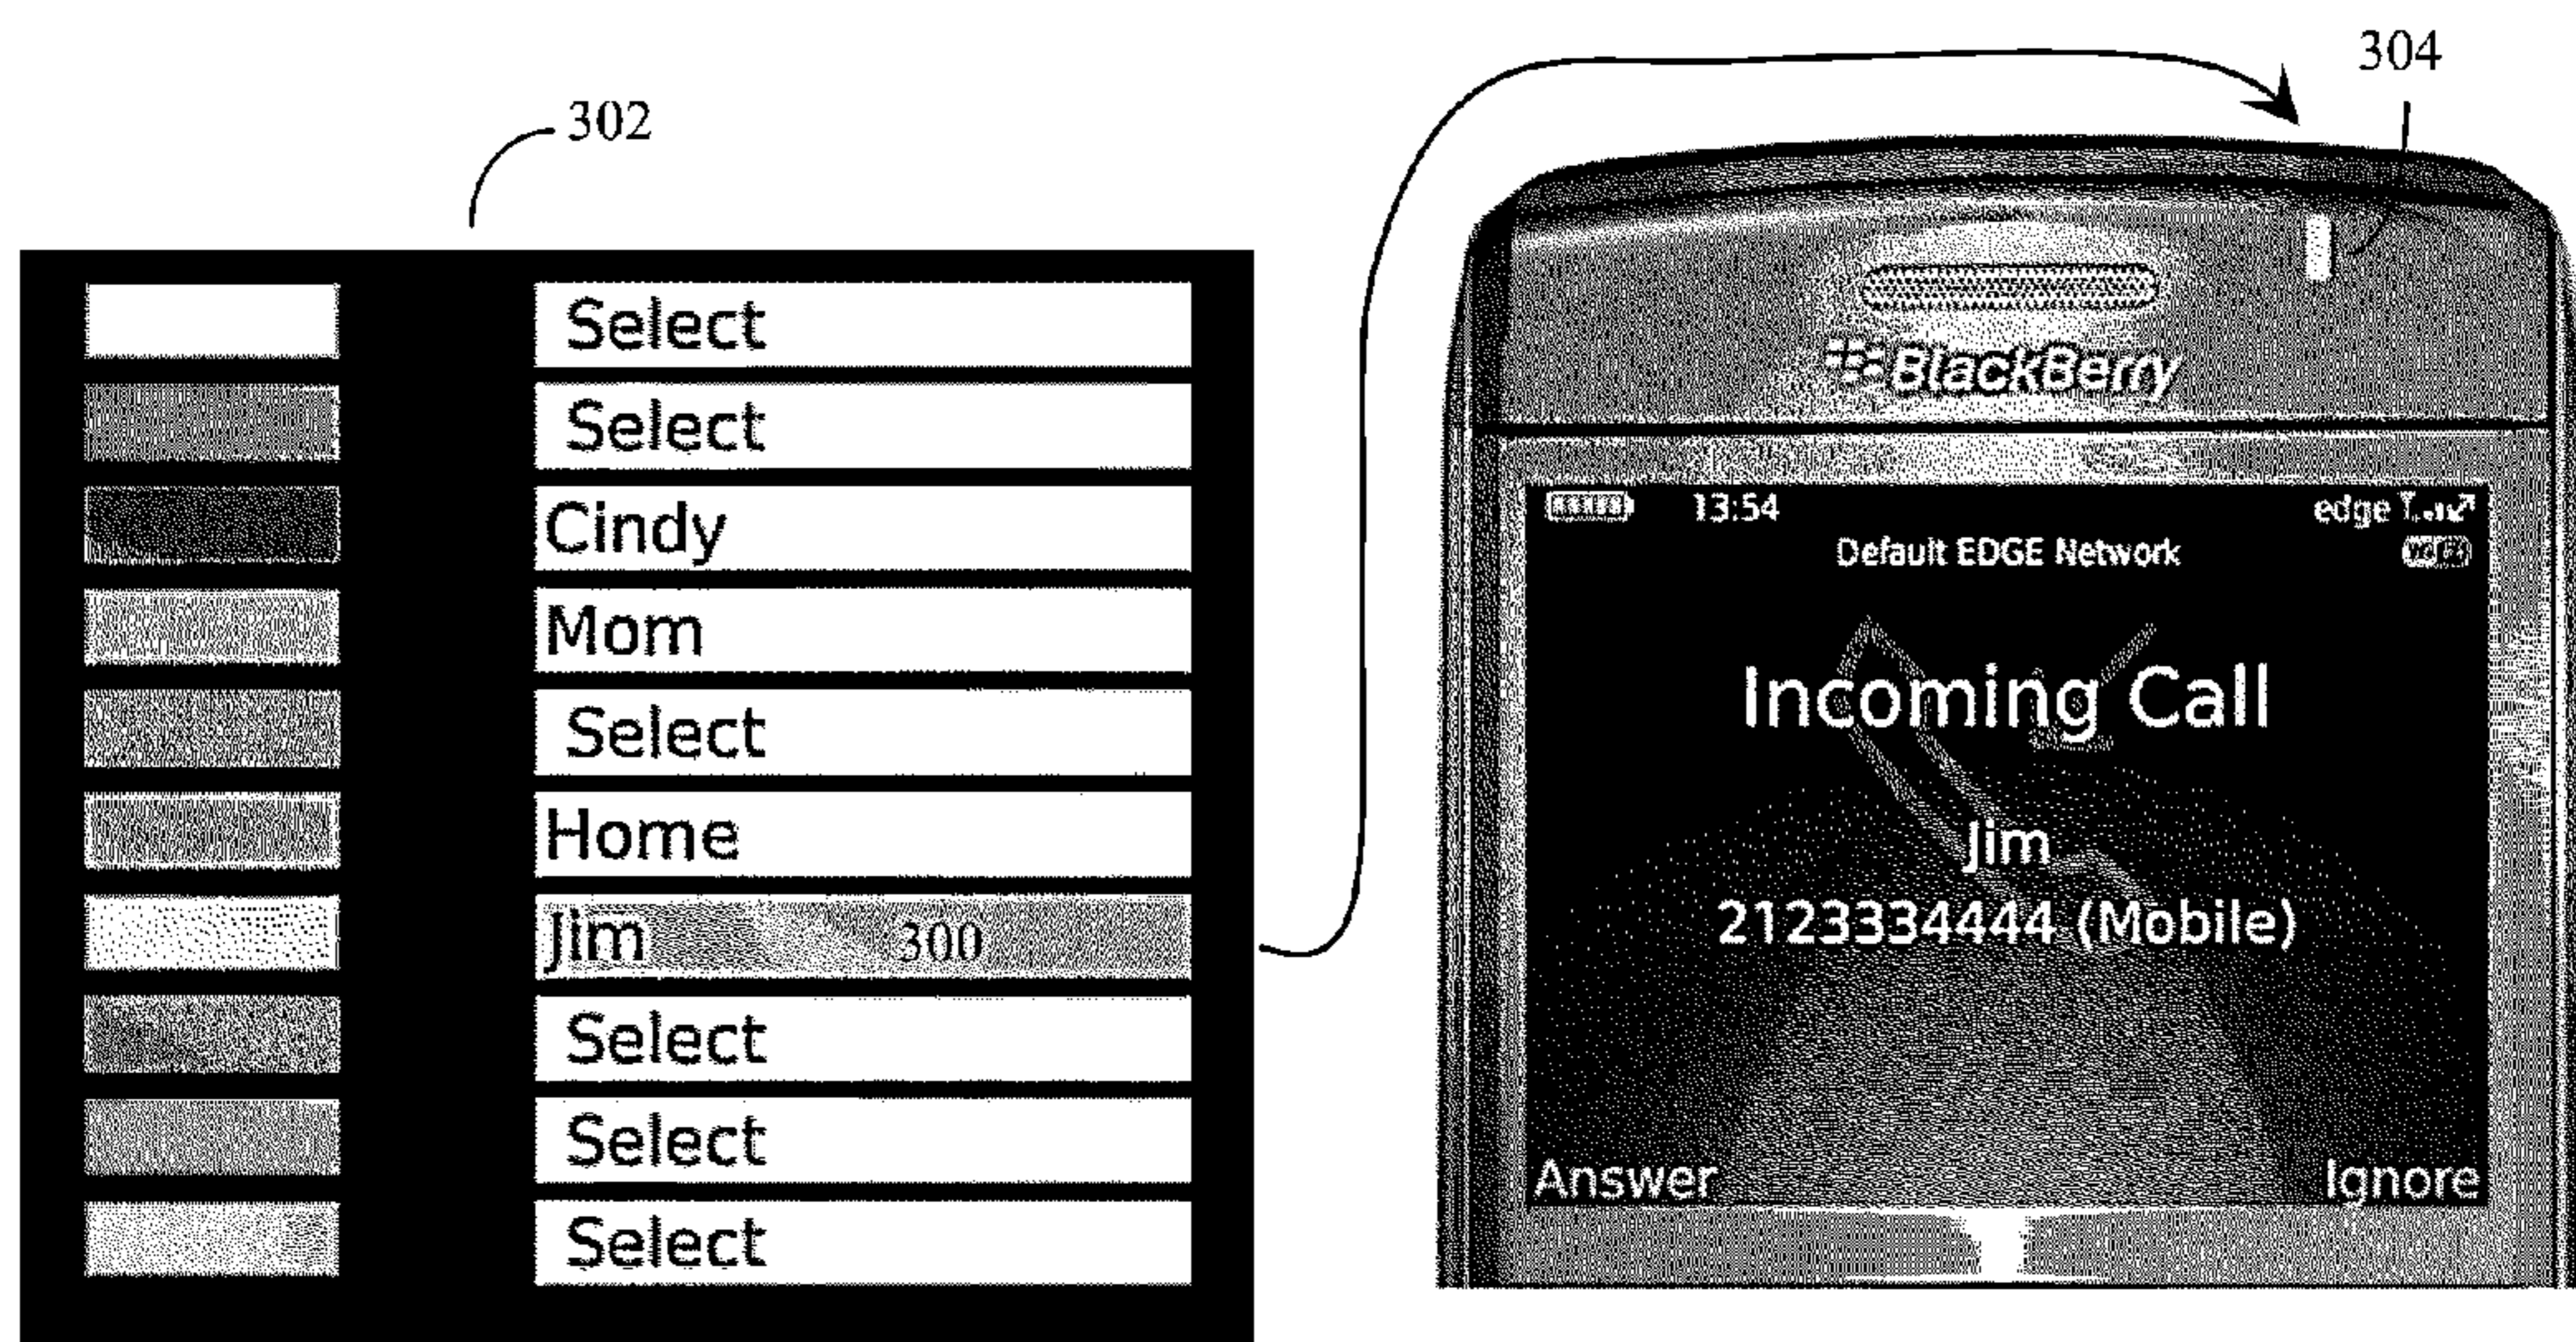 302
Select
Select
Cindy
Mom
Select
Home
Jim 300
Select
Select
Select
304
BlackBerry
13:54 edge
Default EDGE Network
Incoming Call
Jim
2123334444 (Mobile)
Answer Ignore